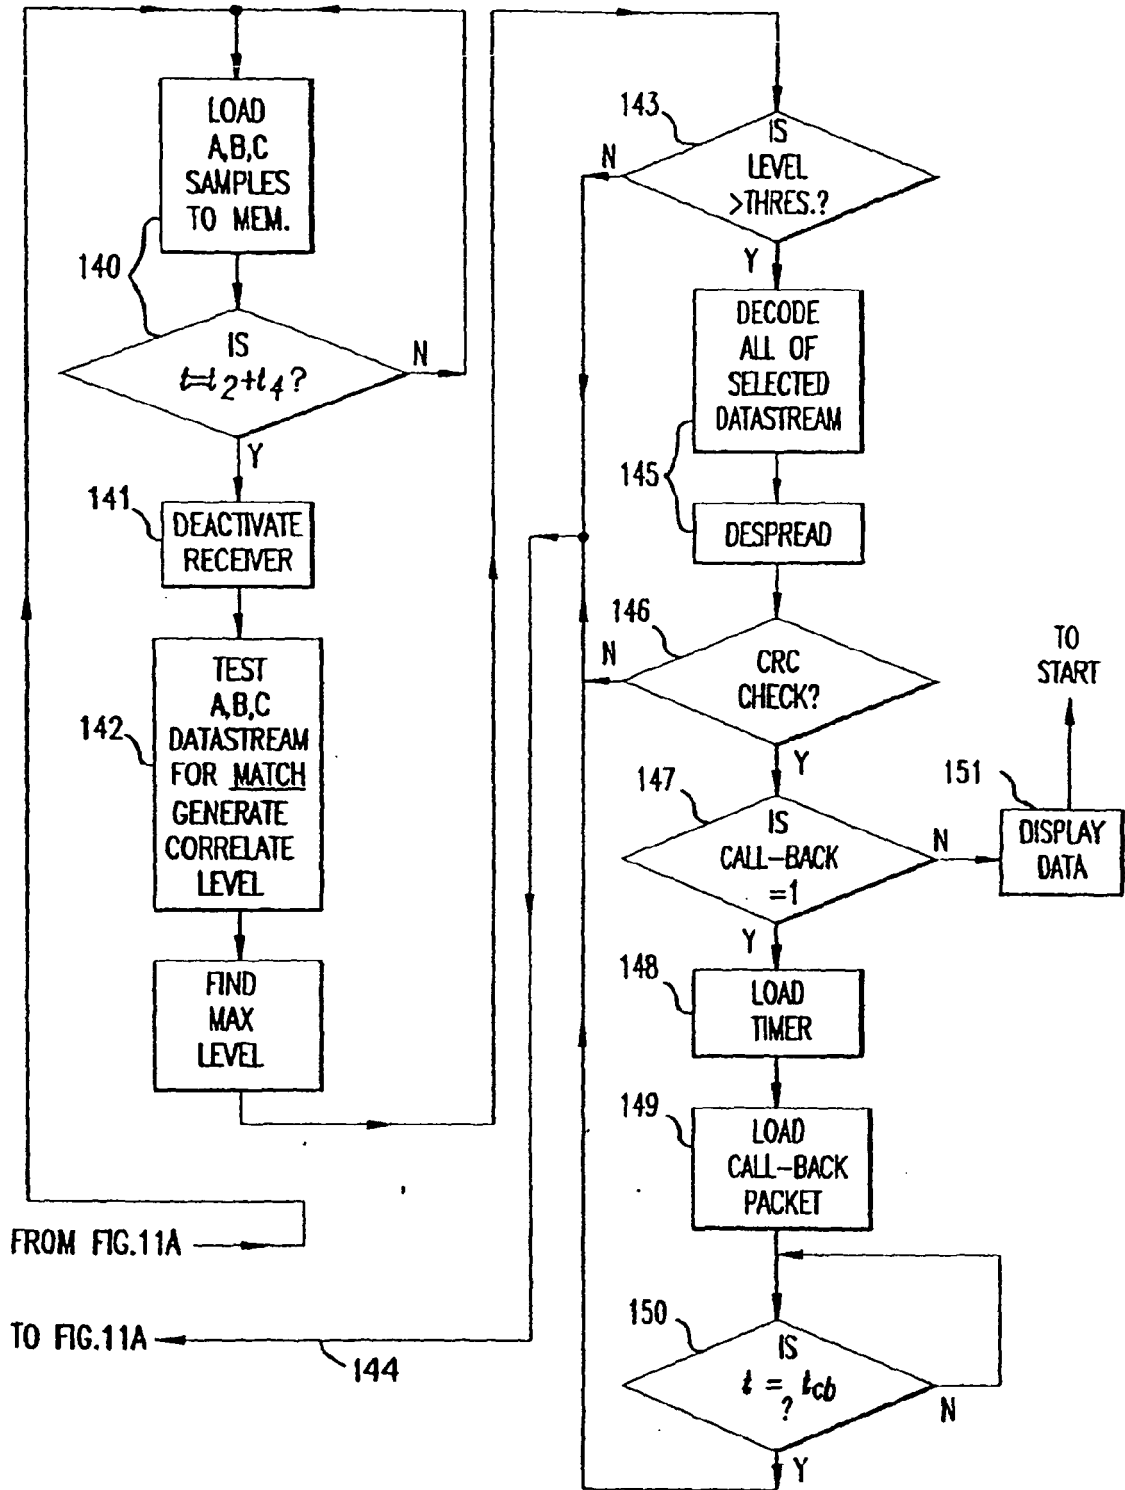 LOAD
A,B,C
SAMPLES
TO MEM.
140
IS
t=t2+t4?
N
Y
141
DEACTIVATE
RECEIVER
142
TEST
A,B,C
DATASTREAM
FOR MATCH
GENERATE
CORRELATE
LEVEL
FIND
MAX
LEVEL
FROM FIG.11A
TO FIG.11A
144
143
IS
LEVEL
>THRES.?
N
Y
DECODE
ALL OF
SELECTED
DATASTREAM
145
DESPREAD
146
CRC
CHECK?
N
Y
147
IS
CALL-BACK
=1
N
Y
151
DISPLAY
DATA
TO
START
148
LOAD
TIMER
149
LOAD
CALL-BACK
PACKET
150
IS
t = tcb
?
N
Y